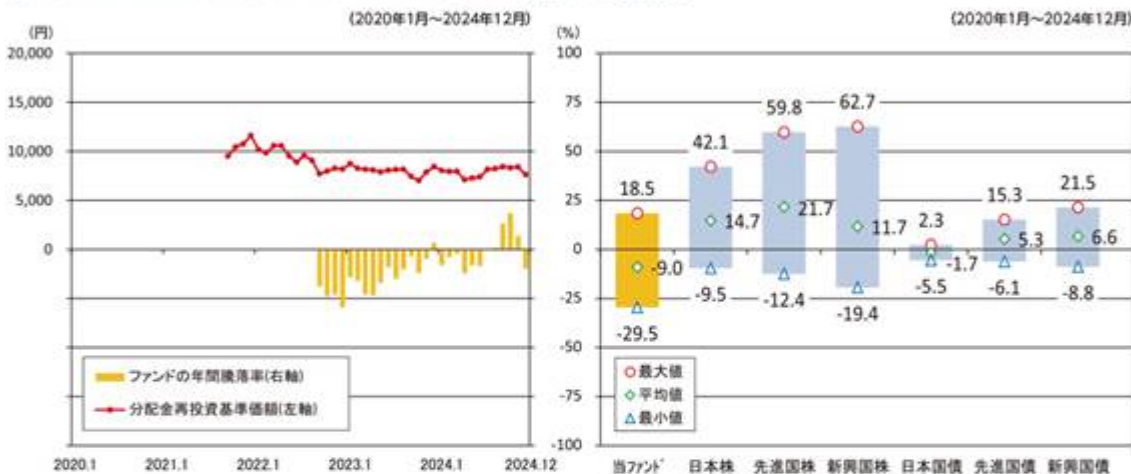 (2020年1月～2024年12月)
(円)
20,000
15,000
10,000
5,000
0
ファンドの年間騰落率(右軸)
分配金再投資基準価額(左軸)
2020.1 2021.1 2022.1 2023.1 2024.1 2024.12
(2020年1月～2024年12月)
(%)
100
75
50
25
0
-25
-50
-75
-100
18.5 42.1 59.8 62.7 2.3 15.3 21.5
-9.0 14.7 21.7 11.7 -1.7 5.3 6.6
-29.5 -9.5 -12.4 -19.4 -5.5 -6.1 -8.8
最大値
平均値
最小値
当ファンド 日本株 先進国株 新興国株 日本国債 先進国債 新興国債